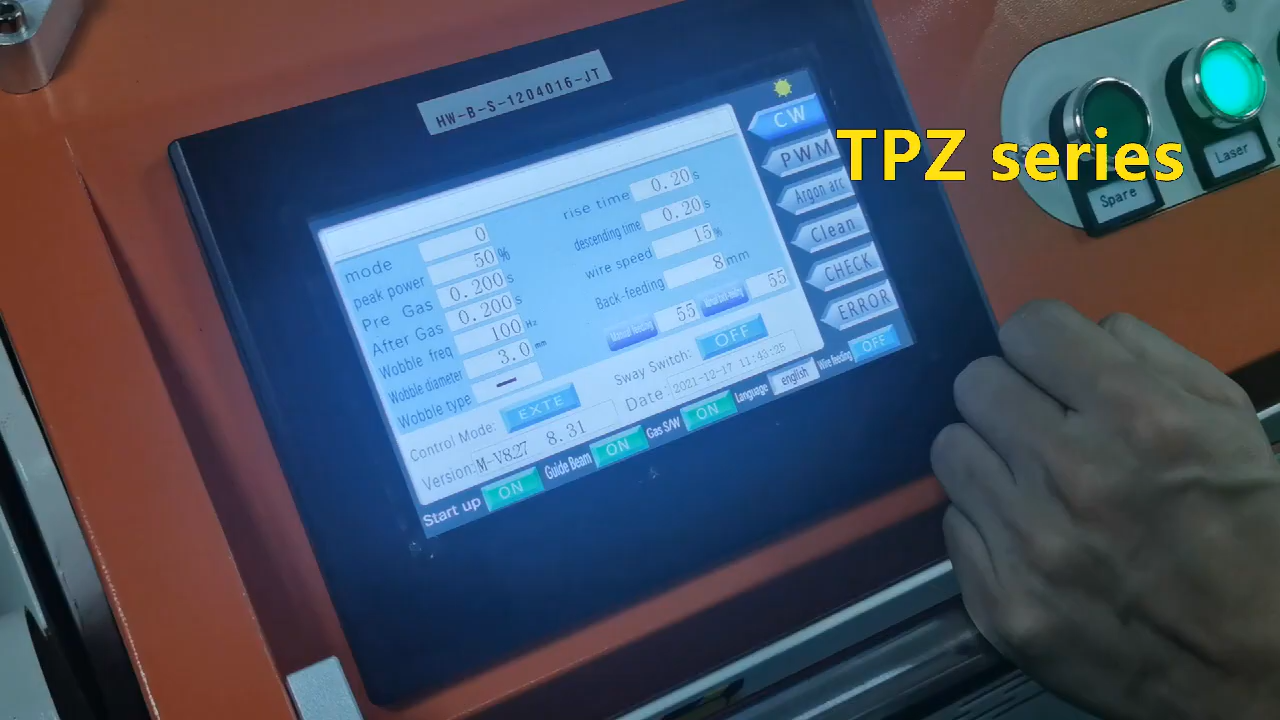 HW-B-S-1204016-JT
TPZ series
Laser
Spare
CW
PWM
Argon arc
Clean
CHECK
ERROR
mode 0
peak power 50 %
Pre Gas 0.200 s
After Gas 0.200 s
Wobble freq 100 Hz
Wobble diameter 3.0 mm
Wobble type —
rise time 0.20 s
descending time 0.20 s
wire speed 15 %
Back-feeding 8 mm
55 55
Sway Switch: OFF
Control Mode: EXTE
Date: 2021-12-17 11:43:25
Version: M-V8.27 8.31
Start up ON Guide Beam ON Gas S/W ON Language english Wire feeding OFF